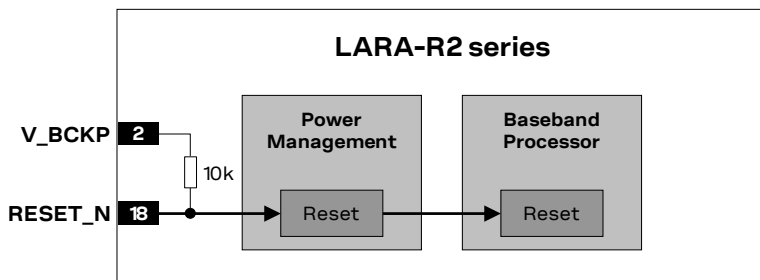 LARA-R2 series
Power
Management
Baseband
Processor
V_BCKP 2
10k
RESET_N 18
Reset
Reset